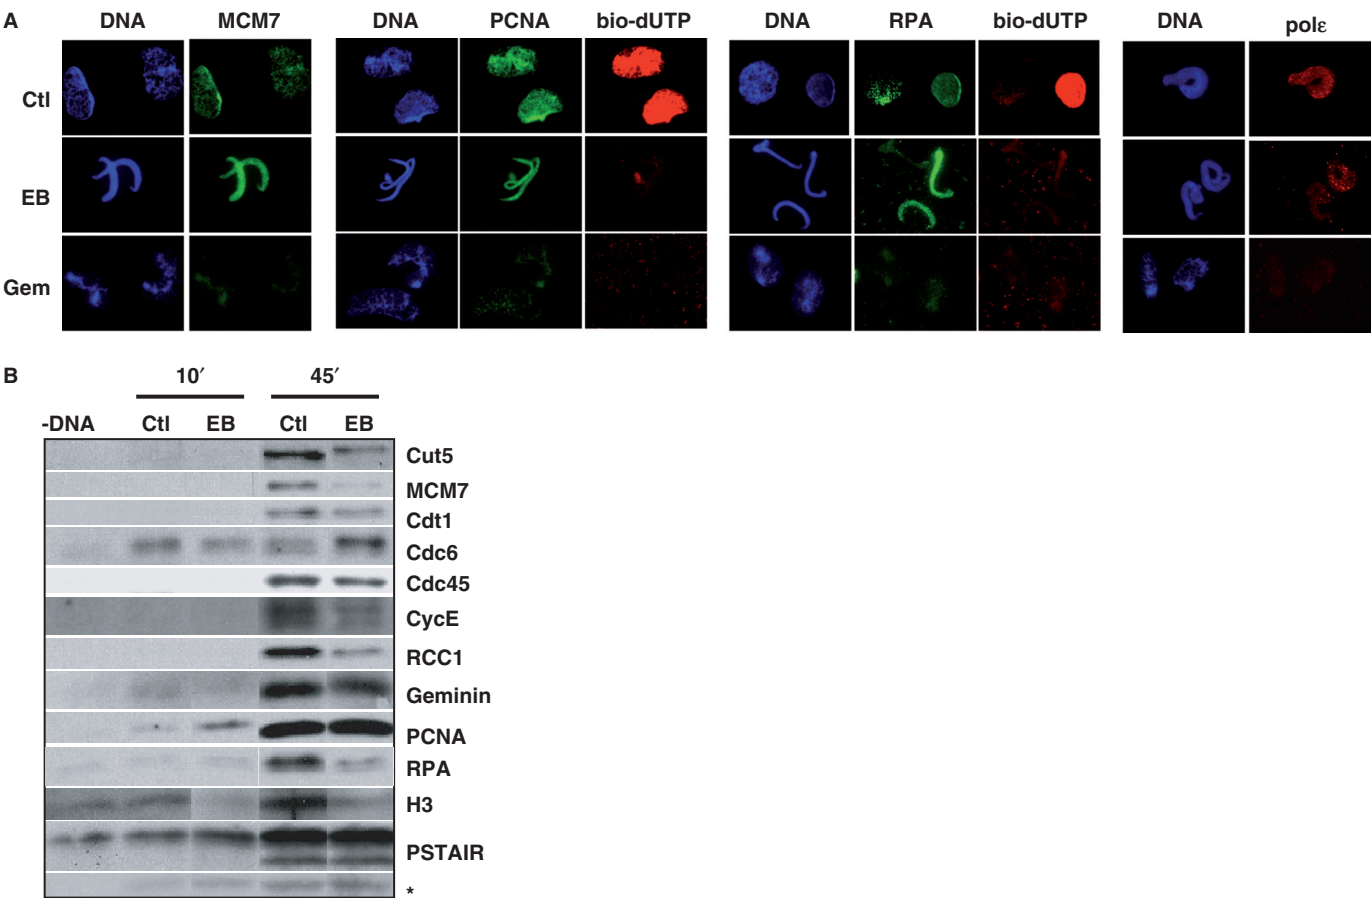 A DNA MCM7 DNA PCNA bio-dUTP DNA RPA bio-dUTP DNA polε
Ctl
EB
Gem
B 10′ 45′
-DNA Ctl EB Ctl EB
Cut5
MCM7
Cdt1
Cdc6
Cdc45
CycE
RCC1
Geminin
PCNA
RPA
H3
PSTAIR
*